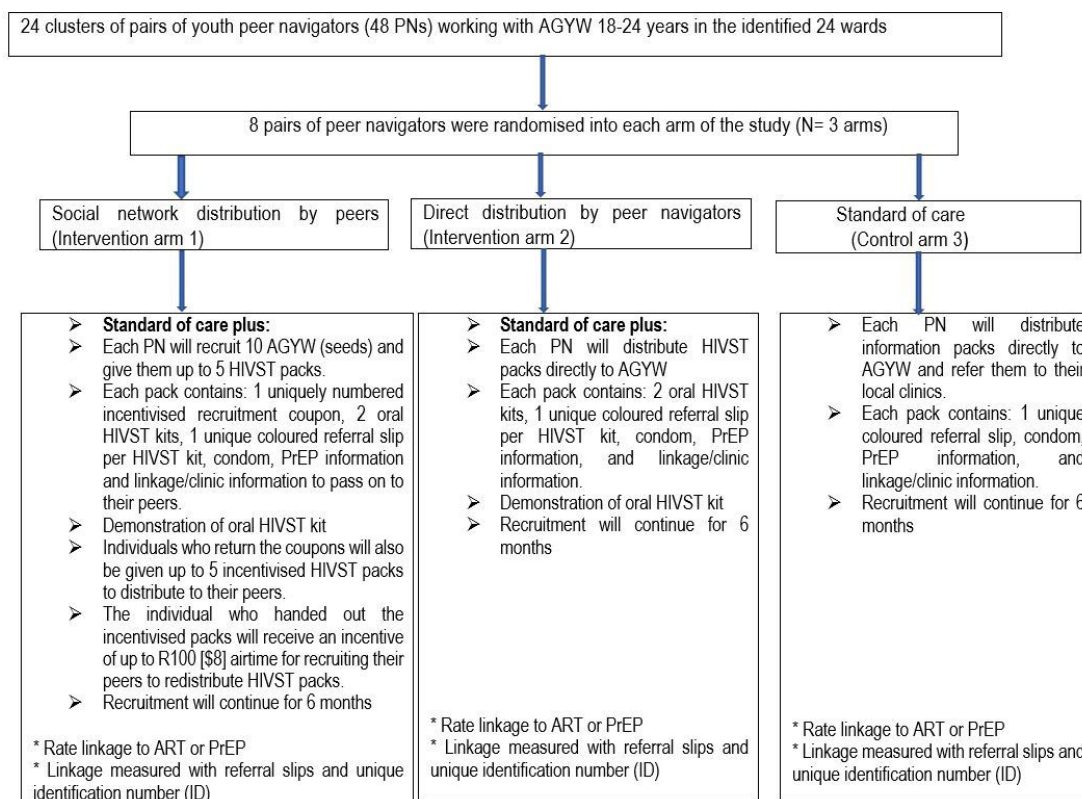 24 clusters of pairs of youth peer navigators (48 PNs) working with AGYW 18-24 years in the identified 24 wards
8 pairs of peer navigators were randomised into each arm of the study (N= 3 arms)
Social network distribution by peers
(Intervention arm 1)
Direct distribution by peer navigators
(Intervention arm 2)
Standard of care
(Control arm 3)
➢ Standard of care plus:
➢ Each PN will recruit 10 AGYW (seeds) and
give them up to 5 HIVST packs.
➢ Each pack contains: 1 uniquely numbered
incentivised recruitment coupon, 2 oral
HIVST kits, 1 unique coloured referral slip
per HIVST kit, condom, PrEP information
and linkage/clinic information to pass on to
their peers.
➢ Demonstration of oral HIVST kit
➢ Individuals who return the coupons will also
be given up to 5 incentivised HIVST packs
to distribute to their peers.
➢ The individual who handed out the
incentivised packs will receive an incentive
of up to R100 [$8] airtime for recruiting their
peers to redistribute HIVST packs.
➢ Recruitment will continue for 6 months
* Rate linkage to ART or PrEP
* Linkage measured with referral slips and unique
identification number (ID)
➢ Standard of care plus:
➢ Each PN will distribute HIVST
packs directly to AGYW
➢ Each pack contains: 2 oral HIVST
kits, 1 unique coloured referral slip
per HIVST kit, condom, PrEP
information, and linkage/clinic
information.
➢ Demonstration of oral HIVST kit
➢ Recruitment will continue for 6
months
* Rate linkage to ART or PrEP
* Linkage measured with referral slips and
unique identification number (ID)
➢ Each PN will distribute
information packs directly to
AGYW and refer them to their
local clinics.
➢ Each pack contains: 1 unique
coloured referral slip, condom,
PrEP information, and
linkage/clinic information.
➢ Recruitment will continue for 6
months
* Rate linkage to ART or PrEP
* Linkage measured with referral slips and
unique identification number (ID)